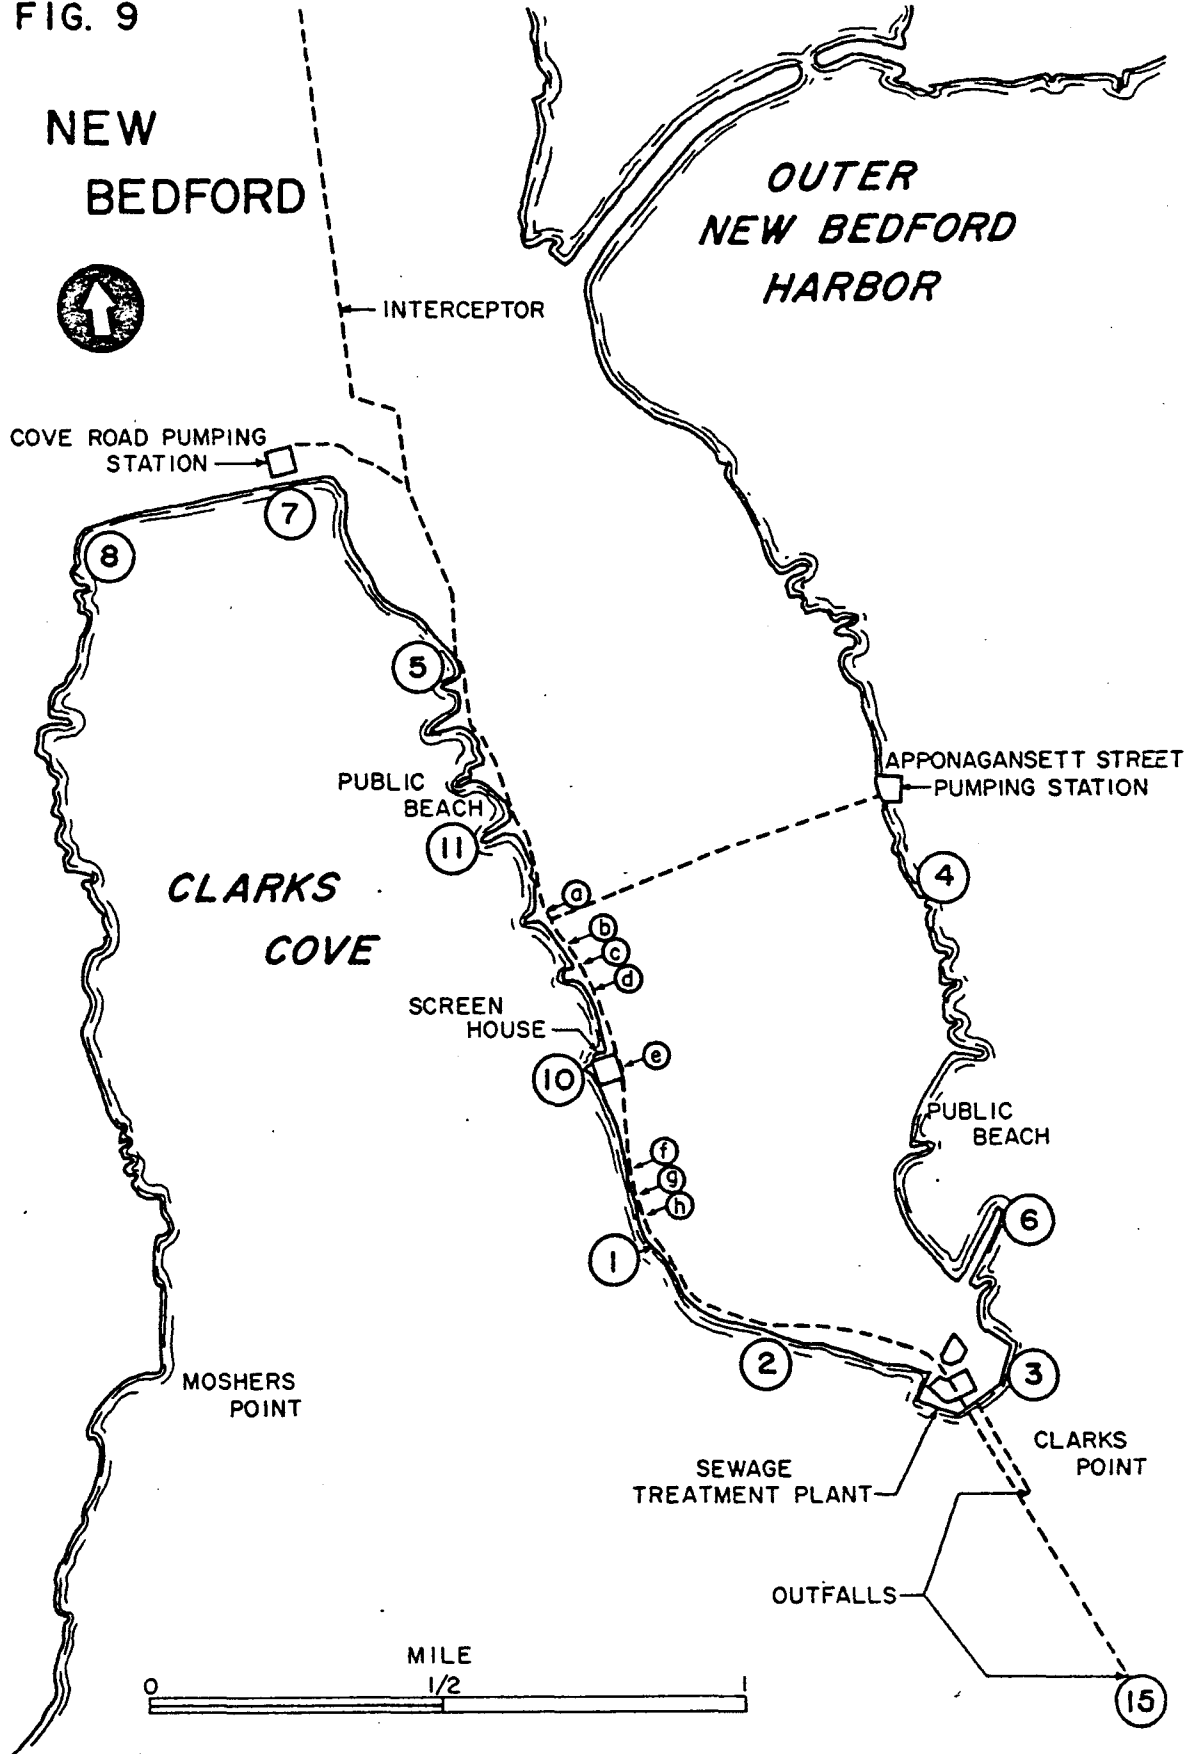 FIG. 9
NEW
BEDFORD
OUTER
NEW BEDFORD
HARBOR
INTERCEPTOR
COVE ROAD PUMPING
STATION
7
8
5
APPONAGANSETT STREET
PUMPING STATION
PUBLIC
BEACH
11
4
CLARKS
COVE
a
b
c
d
SCREEN
HOUSE
e
10
PUBLIC
BEACH
f
g
h
6
1
2
3
MOSHERS
POINT
CLARKS
POINT
SEWAGE
TREATMENT PLANT
OUTFALLS
15
MILE
0 1/2 1